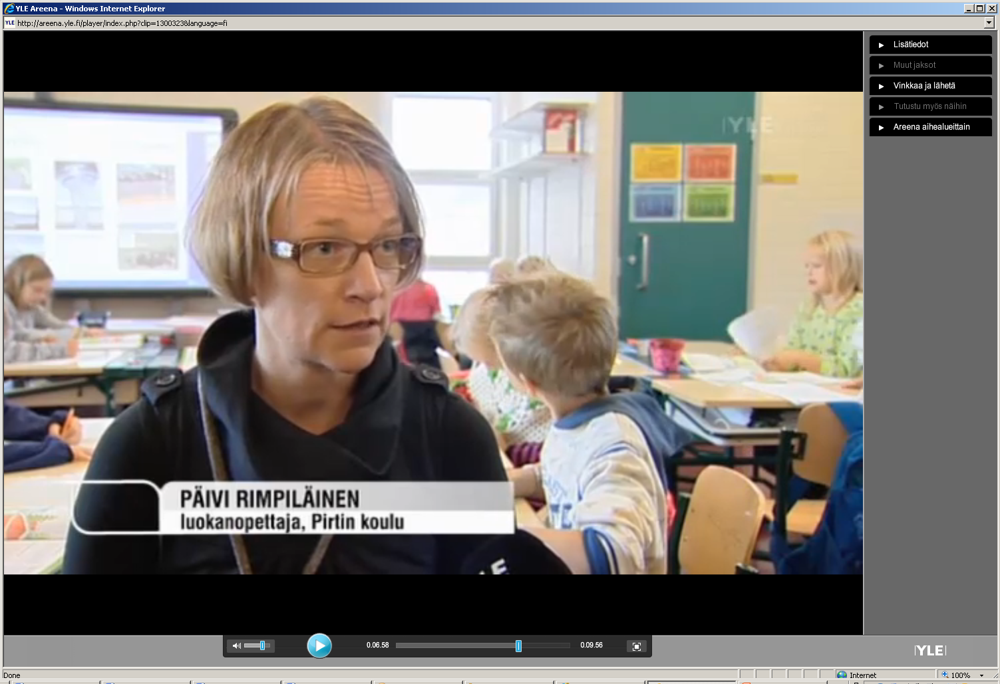 YLE Areena - Windows Internet Explorer
YLE http://areena.yle.fi/player/index.php?clip=1300323&language=fi
Lisätiedot
Muut jaksot
Vinkkaa ja lähetä
Tutustu myös näihin
Areena aihealueittain
YLE
PÄIVI RIMPILÄINEN
luokanopettaja, Pirtin koulu
LE
0.06.58
0.09.56
YLE
Done
Internet
100%